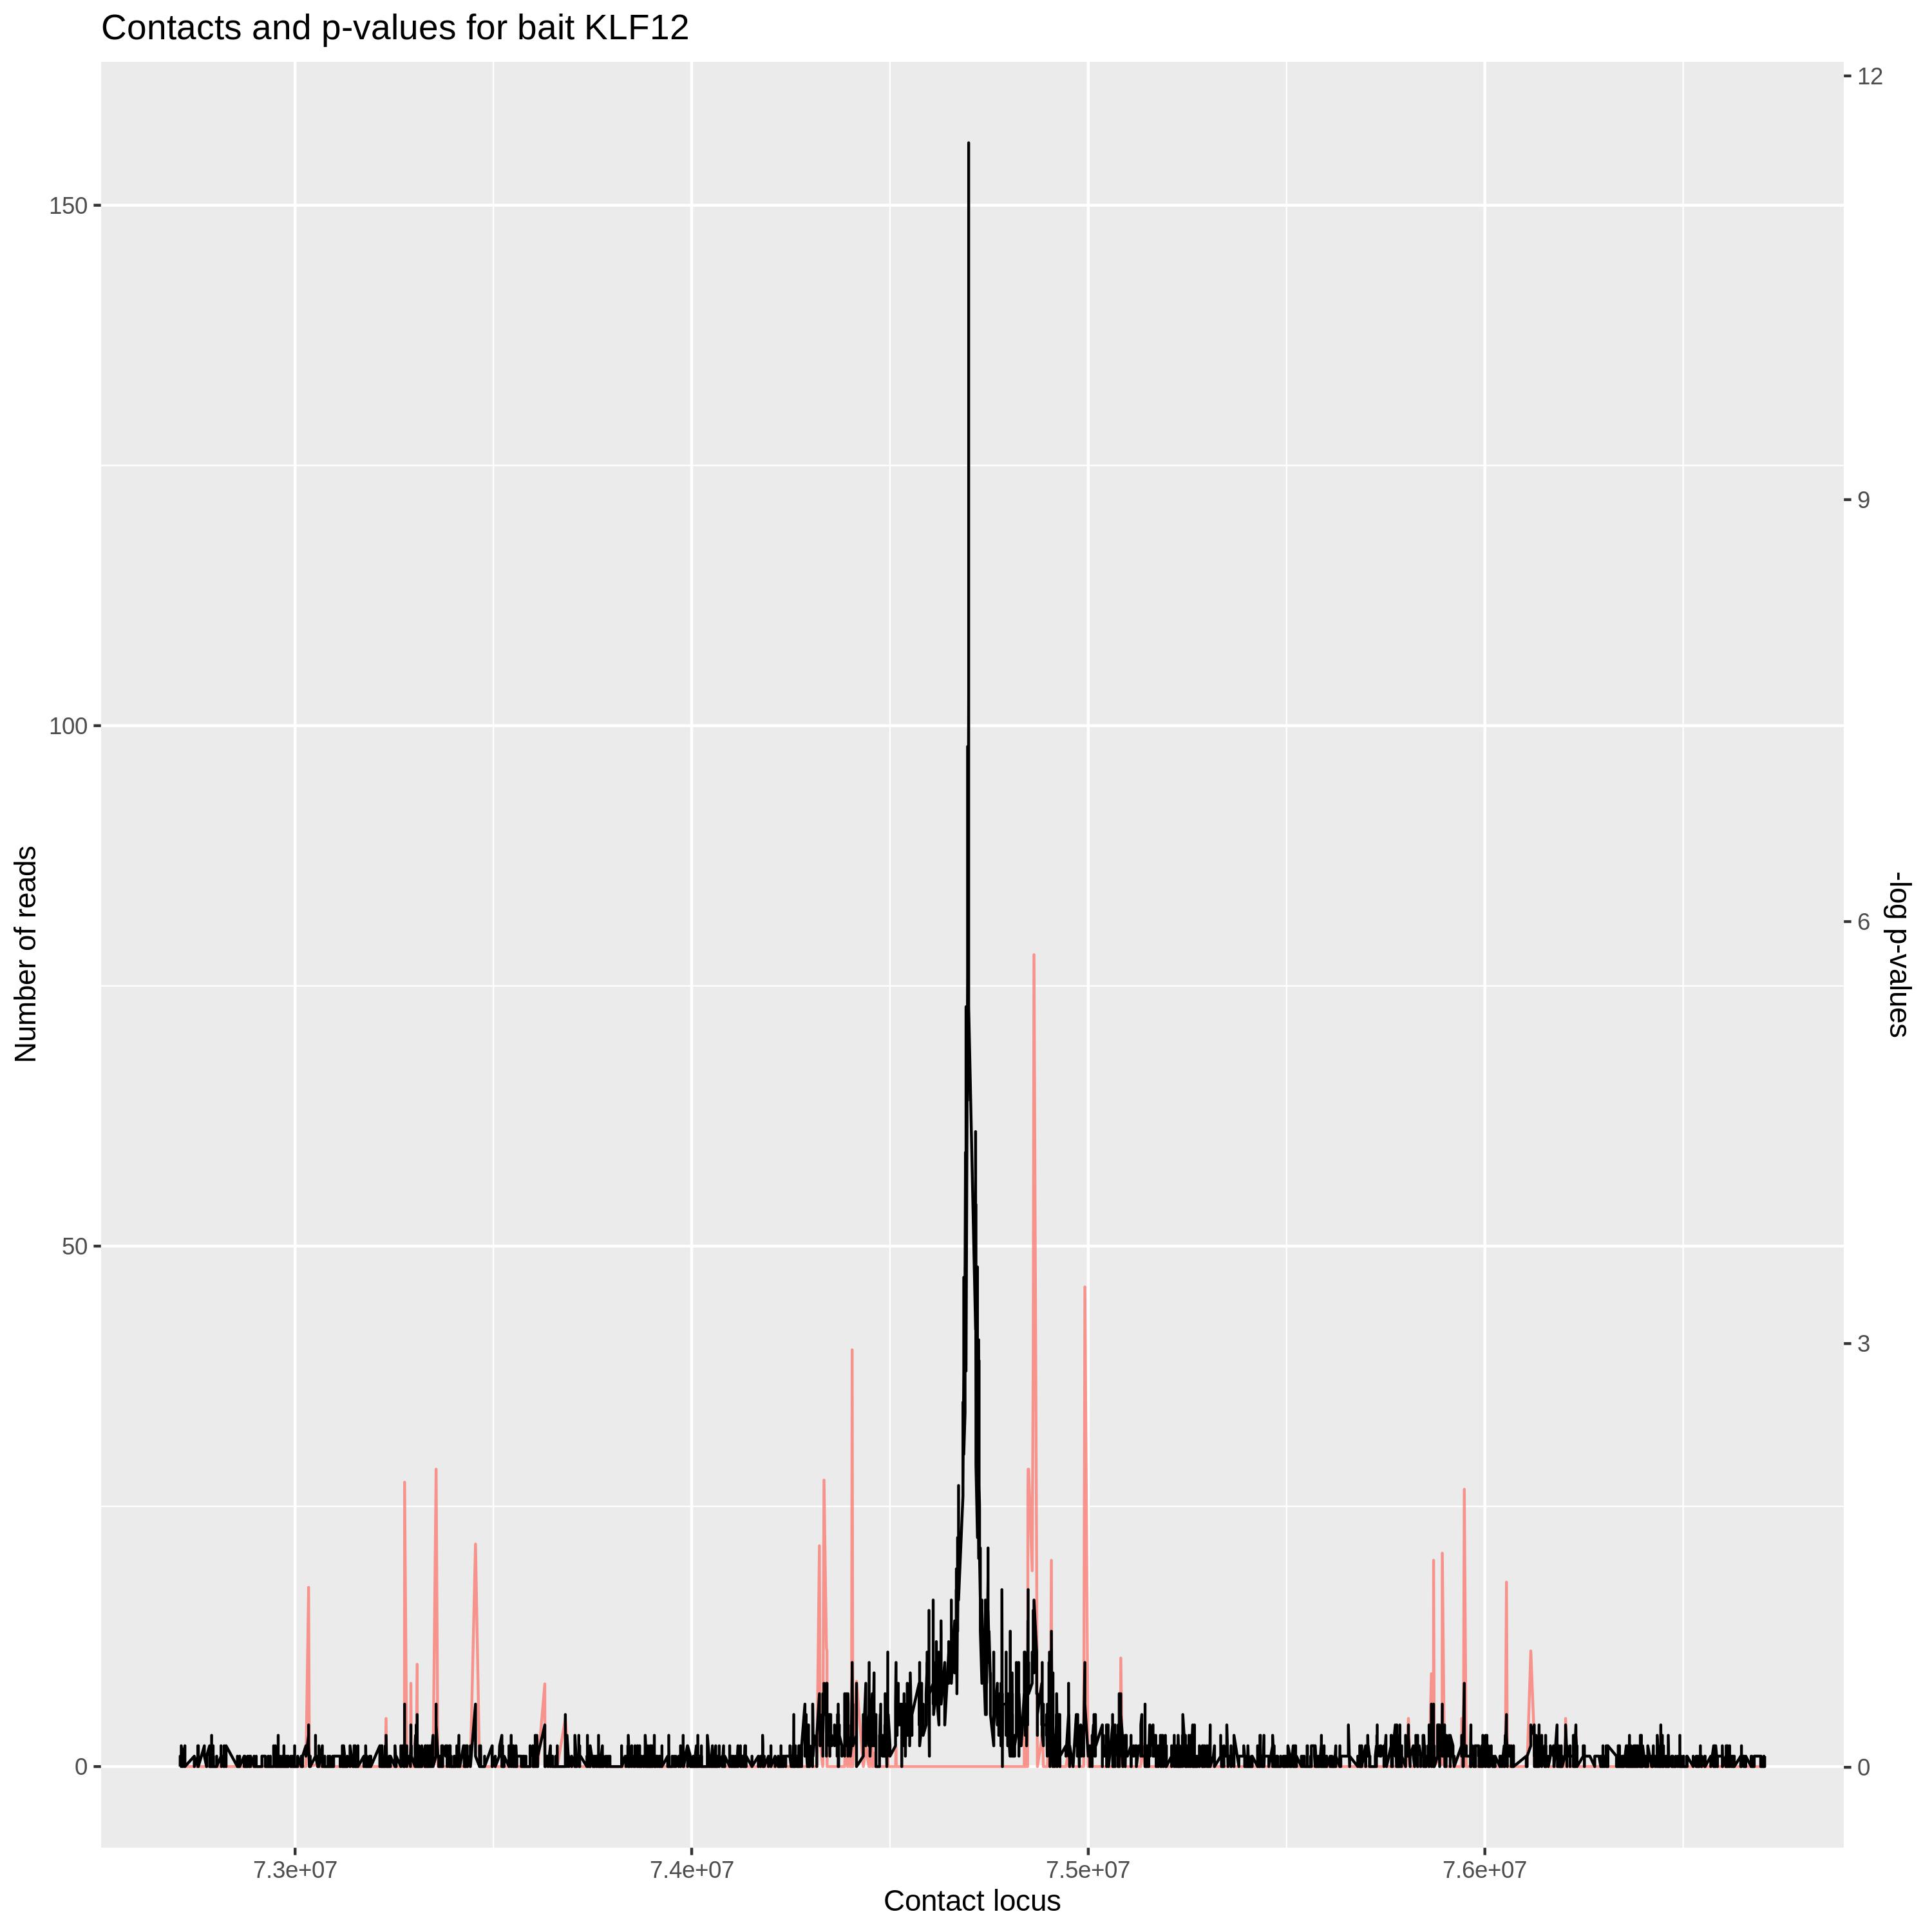 Contacts and p-values for bait KLF12
150
100
50
0
12
9
6
3
0
Number of reads
-log p-values
7.3e+07
7.4e+07
7.5e+07
7.6e+07
Contact locus